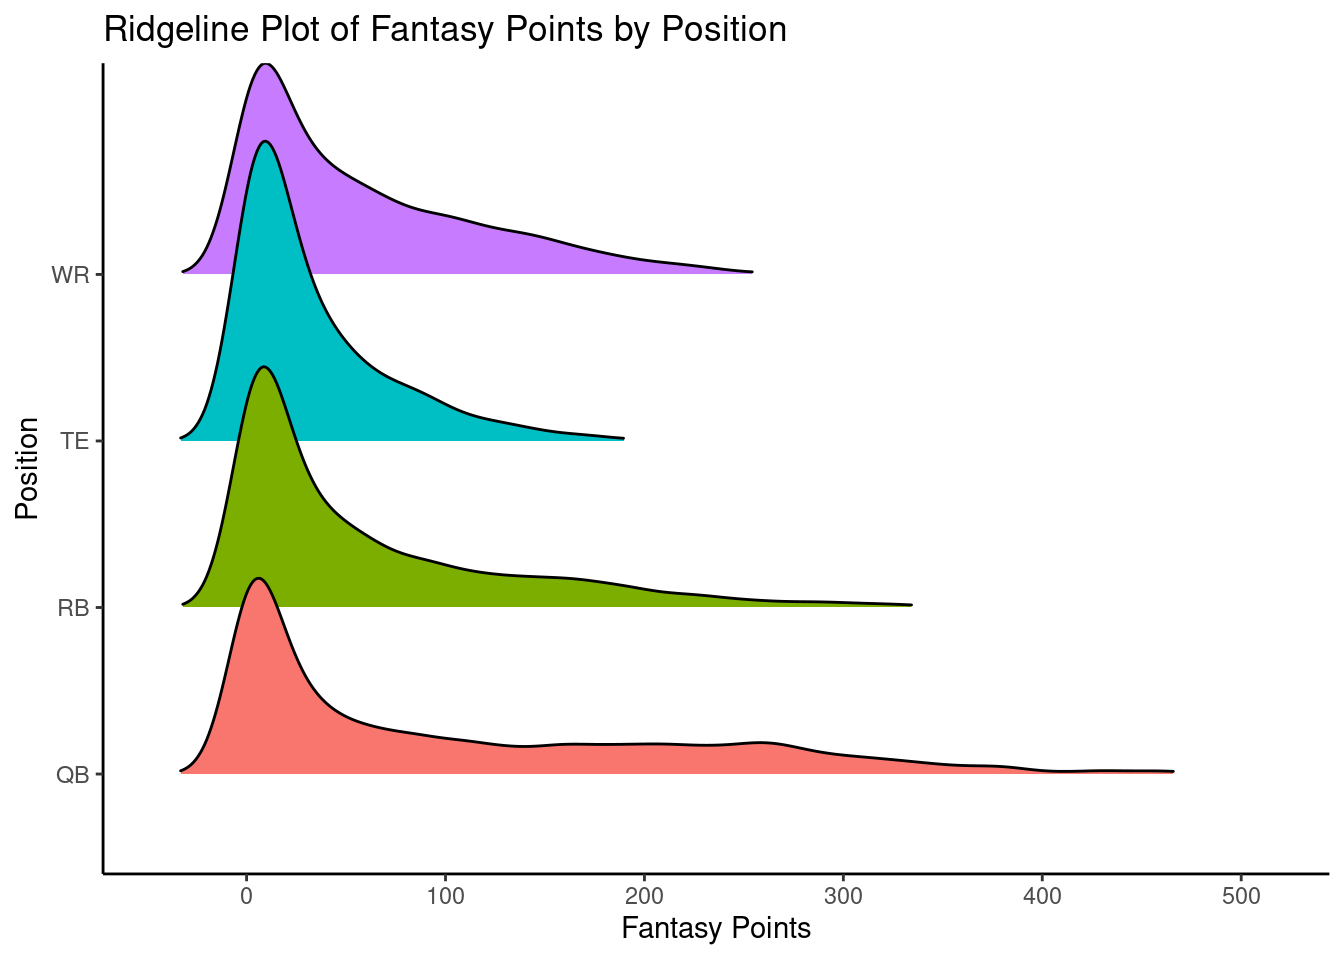 Ridgeline Plot of Fantasy Points by Position
WR
TE
RB
QB
Position
0 100 200 300 400 500
Fantasy Points